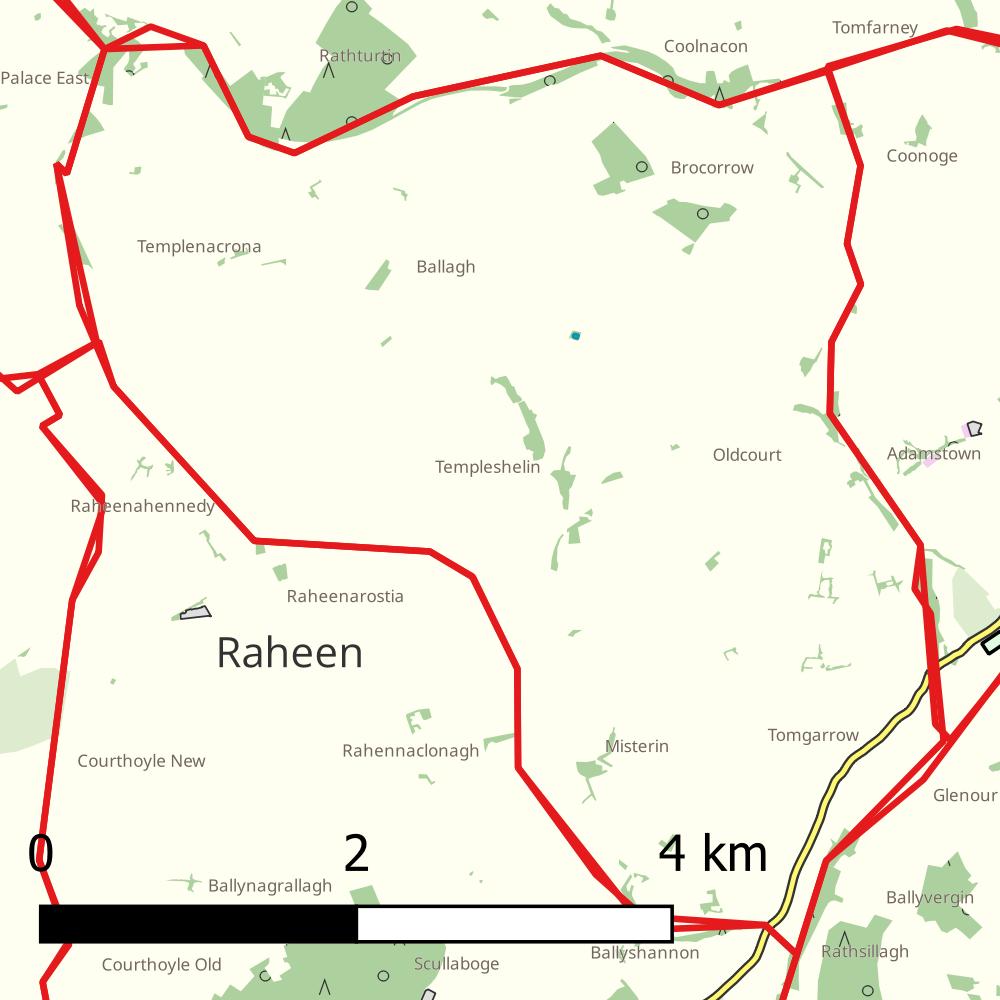 Tomfarney
Coolnacon
Rathturtin
Palace East
Coonoge
Brocorrow
Templenacrona
Ballagh
Adamstown
Oldcourt
Templeshelin
Raheenahennedy
Raheenarostia
Raheen
Tomgarrow
Misterin
Rahennaclonagh
Courthoyle New
Glenour
0 2 4 km
Ballynagrallagh
Ballyvergin
Rathsillagh
Ballyshannon
Scullaboge
Courthoyle Old